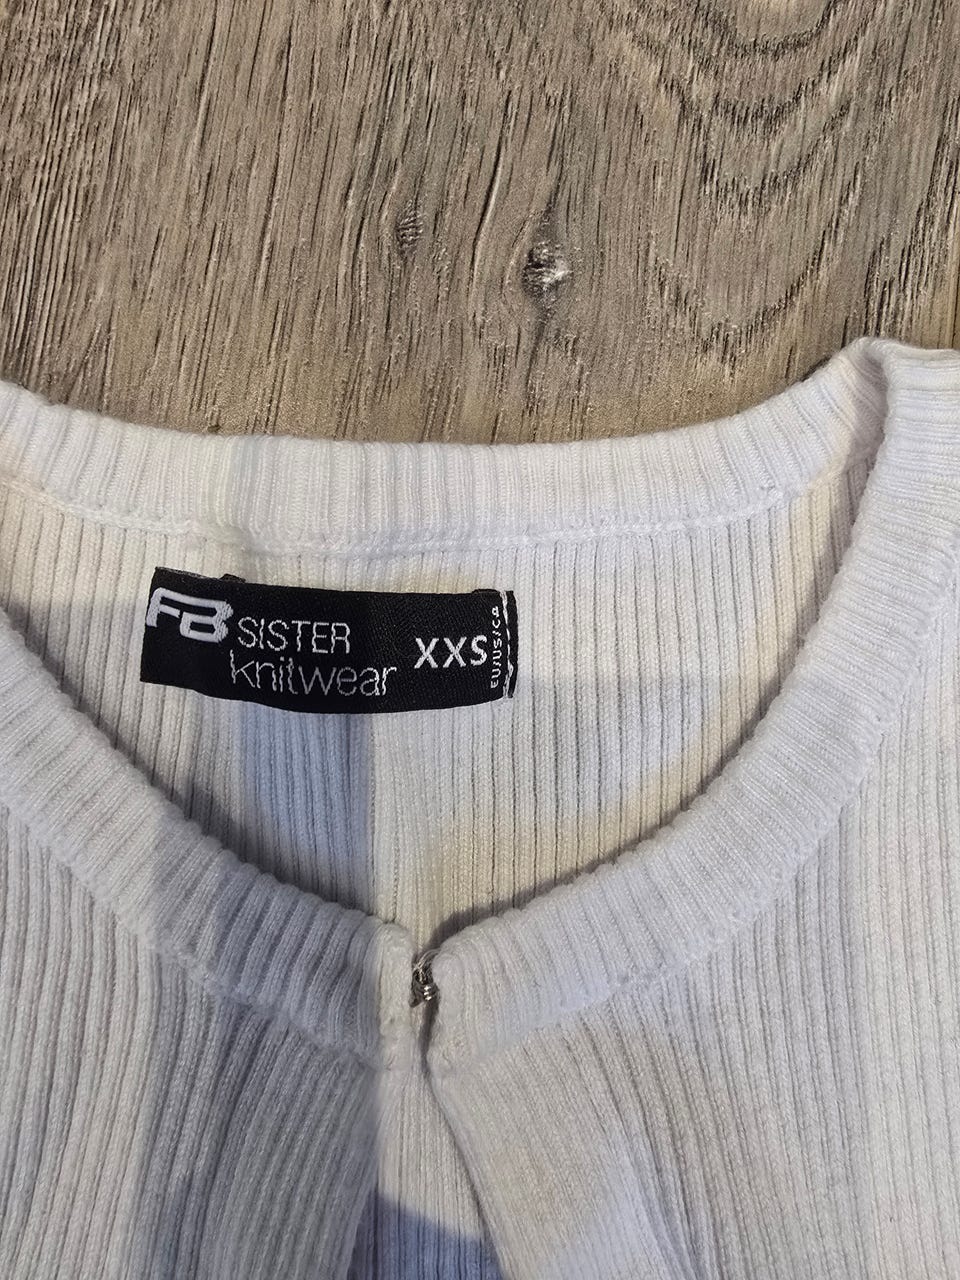 FB SISTER
knitwear
XXS
EU/US/CA